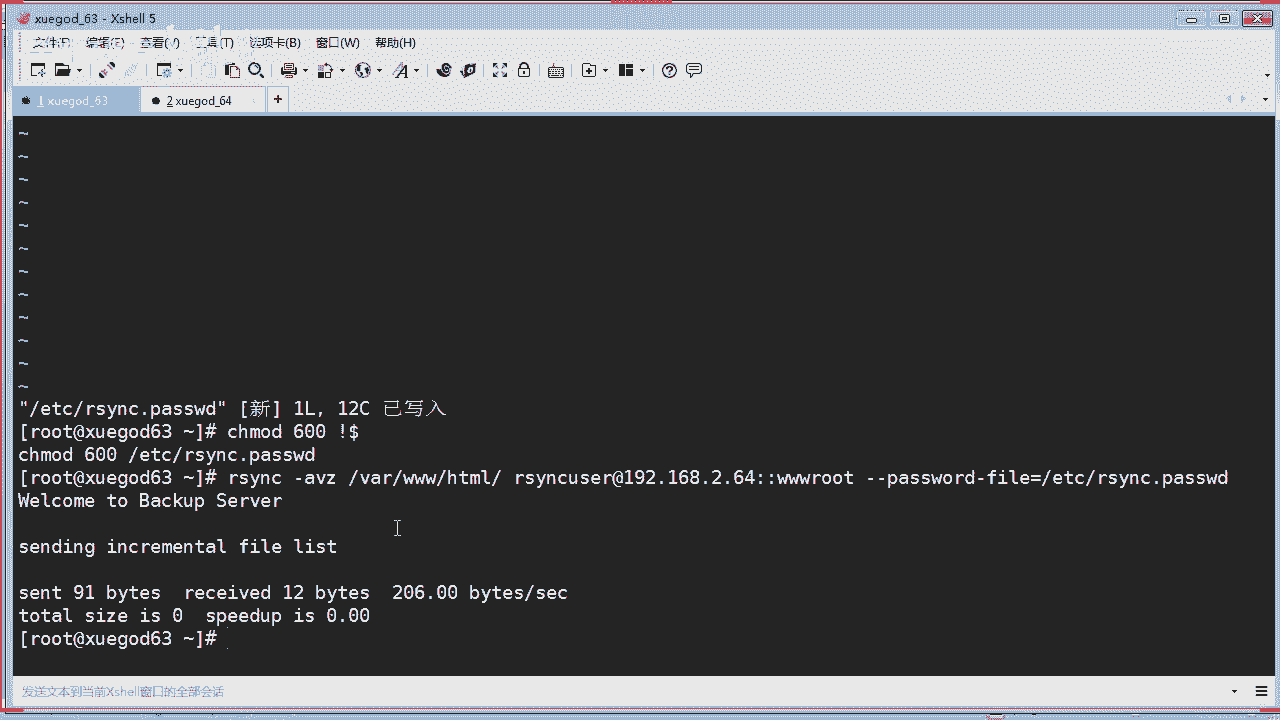 xuegod_63 - Xshell 5
文件(F) 编辑(E) 查看(V) 工具(T) 选项卡(B) 窗口(W) 帮助(H)
1 xuegod_63 2 xuegod_64 +
~
~
~
~
~
~
~
~
~
~
~
~
"/etc/rsync.passwd" [新] 1L, 12C 已写入
[root@xuegod63 ~]# chmod 600 !$
chmod 600 /etc/rsync.passwd
[root@xuegod63 ~]# rsync -avz /var/www/html/ rsyncuser@192.168.2.64::wwwroot --password-file=/etc/rsync.passwd
Welcome to Backup Server
sending incremental file list
sent 91 bytes  received 12 bytes  206.00 bytes/sec
total size is 0  speedup is 0.00
[root@xuegod63 ~]#
发送文本到当前Xshell窗口的全部会话